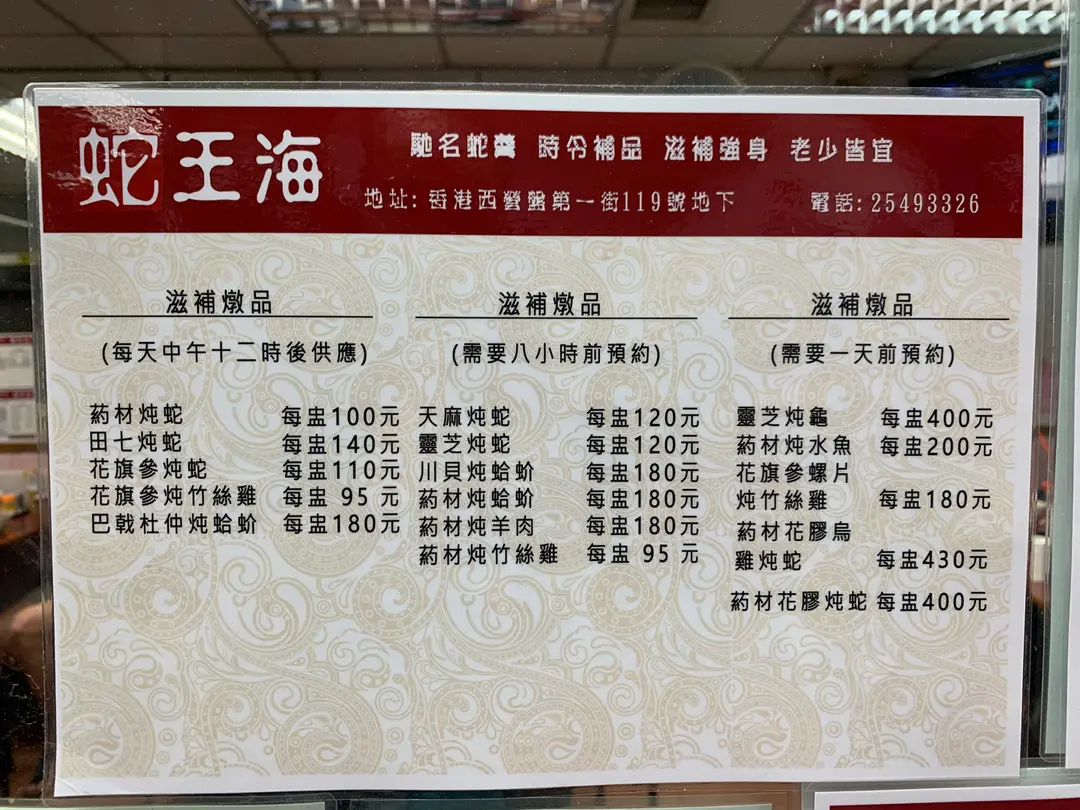 蛇王海
馳名蛇羹 時令補品 滋補強身 老少皆宜
地址: 香港西營盤第一街119號地下 電話: 25493326
滋補燉品
(每天中午十二時後供應)
葯材炖蛇 每盅100元
田七炖蛇 每盅140元
花旗參炖蛇 每盅110元
花旗參炖竹絲雞 每盅 95 元
巴戟杜仲炖蛤蚧 每盅180元
滋補燉品
(需要八小時前預約)
天麻炖蛇 每盅120元
靈芝炖蛇 每盅120元
川貝炖蛤蚧 每盅180元
葯材炖蛤蚧 每盅180元
葯材炖羊肉 每盅180元
葯材炖竹絲雞 每盅 95 元
滋補燉品
(需要一天前預約)
靈芝炖龜 每盅400元
葯材炖水魚 每盅200元
花旗參螺片
炖竹絲雞 每盅180元
葯材花膠烏
雞炖蛇 每盅430元
葯材花膠炖蛇 每盅400元